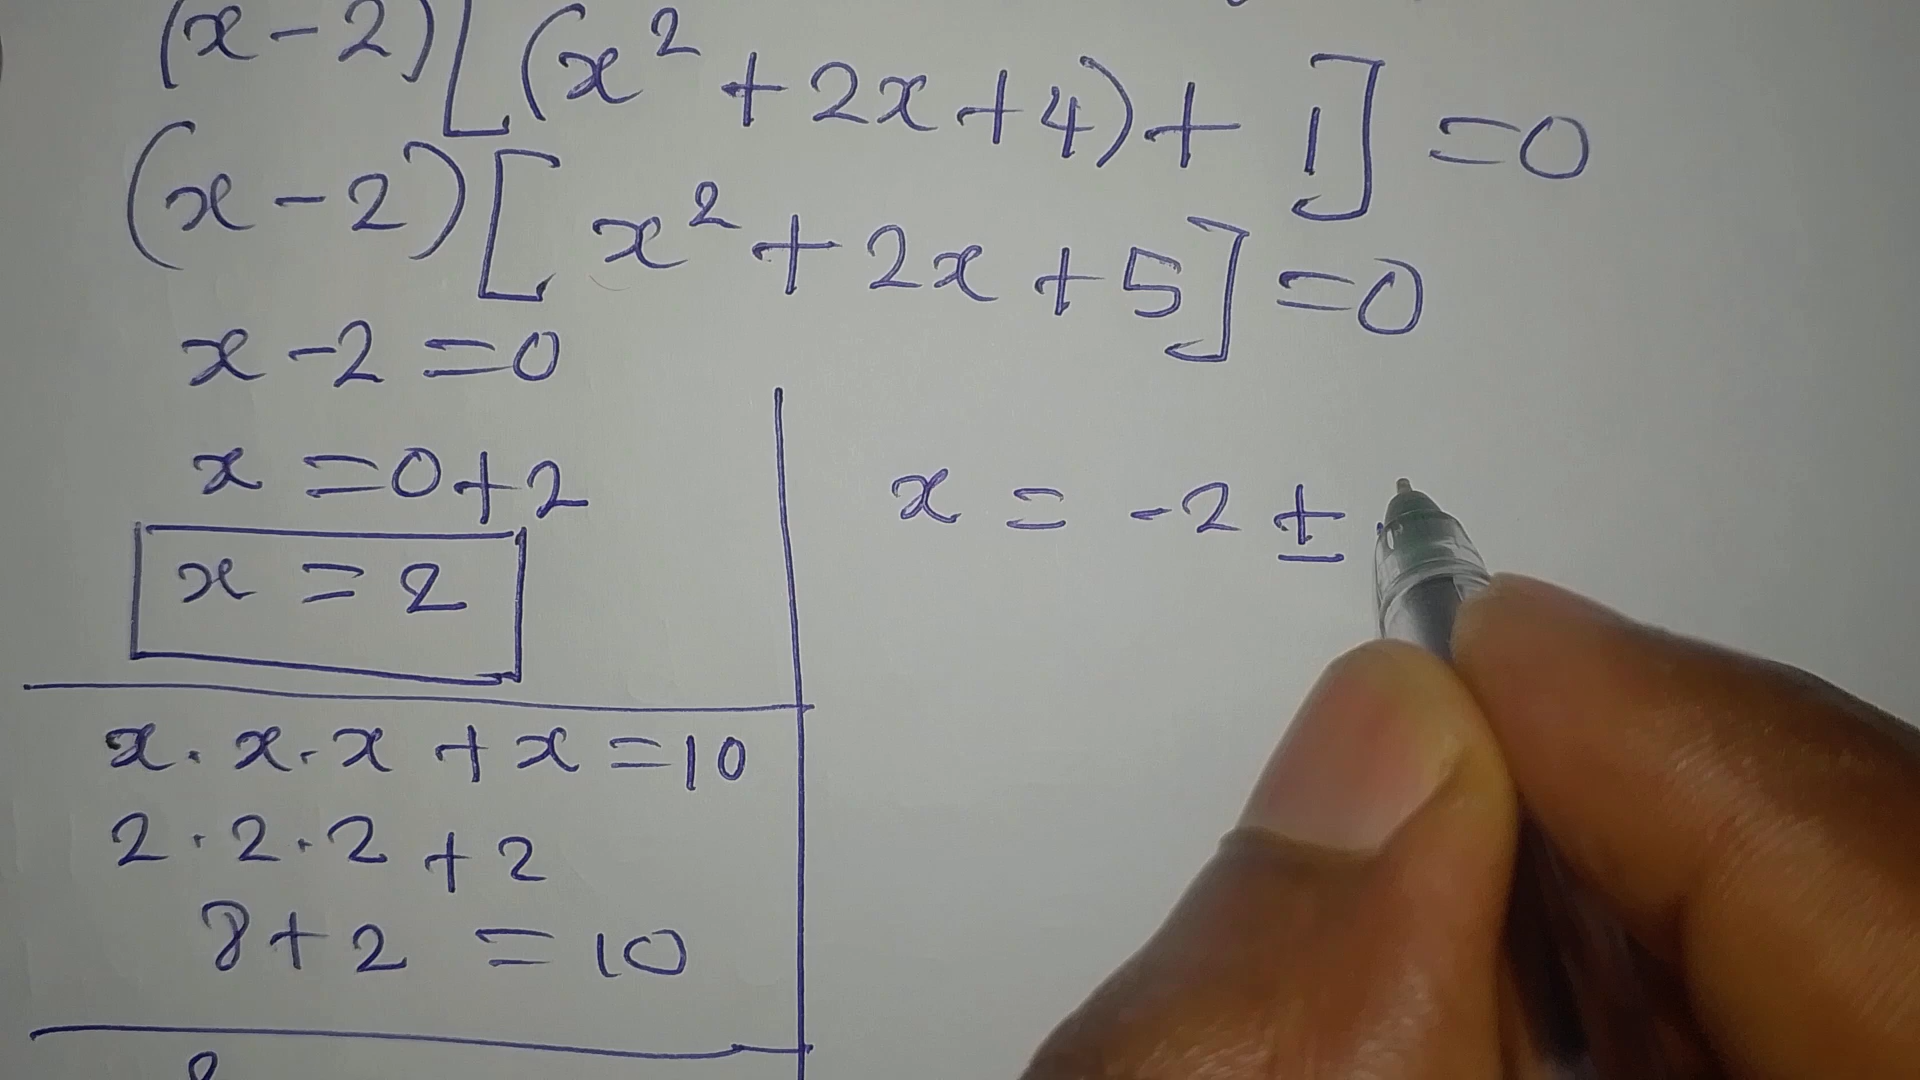 (x-2)[(x²+2x+4)+1]=0
(x-2)[x²+2x+5]=0
x-2=0
x=0+2
x=2
x.x.x+x=10
2.2.2+2
8+2=10
x=-2±